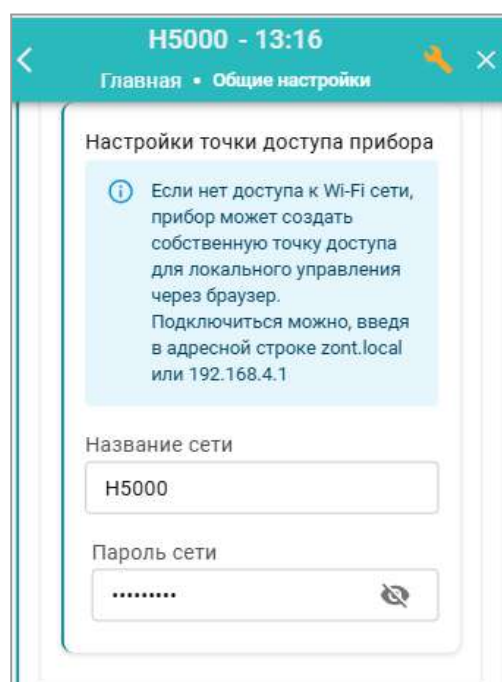 H5000 - 13:16
Главная • Общие настройки
Настройки точки доступа прибора
Если нет доступа к Wi-Fi сети,
прибор может создать
собственную точку доступа
для локального управления
через браузер.
Подключиться можно, введя
в адресной строке zont.local
или 192.168.4.1
Название сети
H5000
Пароль сети
•••••••••